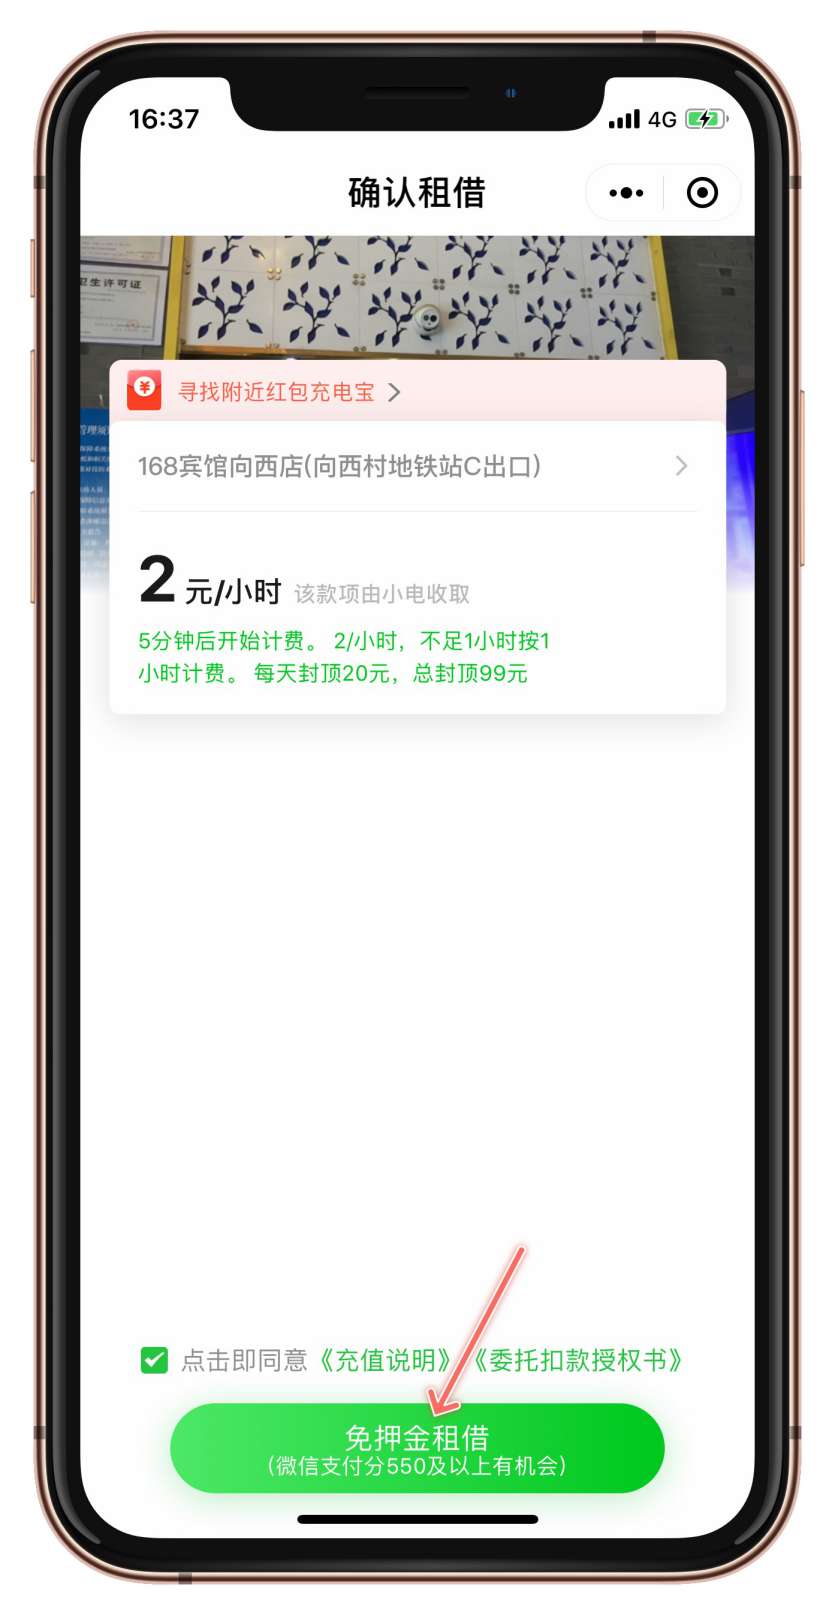 16:37
4G
确认租借
卫生许可证
寻找附近红包充电宝
168宾馆向西店(向西村地铁站C出口)
2 元/小时 该款项由小电收取
5分钟后开始计费。 2/小时，不足1小时按1
小时计费。 每天封顶20元，总封顶99元
点击即同意《充值说明》《委托扣款授权书》
免押金租借
(微信支付分550及以上有机会)